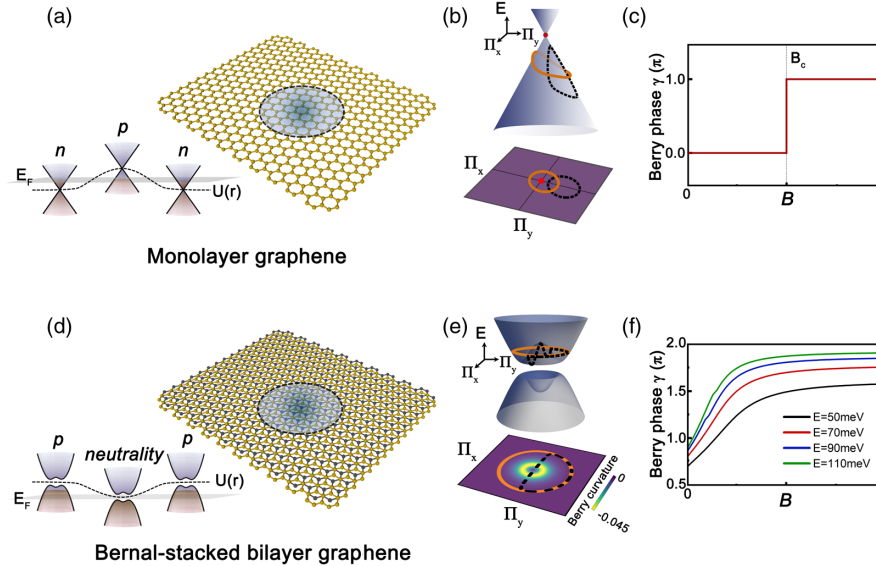 (a)
n
p
n
E_F
U(r)
Monolayer graphene
(b)
E
Π_y
Π_x
Π_x
Π_y
(c)
Berry phase γ (π)
1.0
0.0
B_c
0
B
(d)
p
neutrality
p
E_F
U(r)
Bernal-stacked bilayer graphene
(e)
E
Π_y
Π_x
Π_x
Π_y
Berry curvature
0
-0.045
(f)
Berry phase γ (π)
2.0
1.5
1.0
0.5
E=50meV
E=70meV
E=90meV
E=110meV
0
B